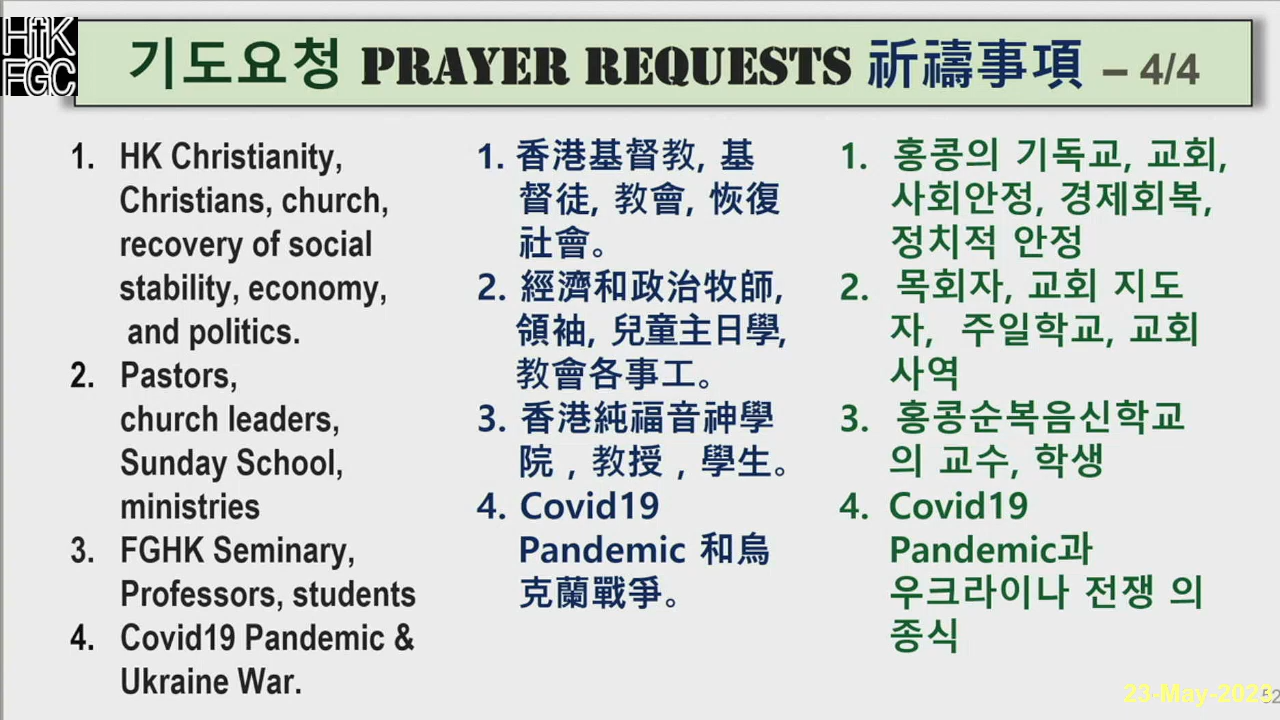 HfK
FGC
기도요청 PRAYER REQUESTS 祈禱事項 – 4/4
1. HK Christianity,
Christians, church,
recovery of social
stability, economy,
and politics.
2. Pastors,
church leaders,
Sunday School,
ministries
3. FGHK Seminary,
Professors, students
4. Covid19 Pandemic &
Ukraine War.
1. 香港基督教, 基
督徒, 教會, 恢復
社會。
2. 經濟和政治牧師,
領袖, 兒童主日學,
教會各事工。
3. 香港純福音神學
院 , 教授 , 學生。
4. Covid19
Pandemic 和烏
克蘭戰爭。
1. 홍콩의 기독교, 교회,
사회안정, 경제회복,
정치적 안정
2. 목회자, 교회 지도
자, 주일학교, 교회
사역
3. 홍콩순복음신학교
의 교수, 학생
4. Covid19
Pandemic과
우크라이나 전쟁 의
종식
23-May-2023
52